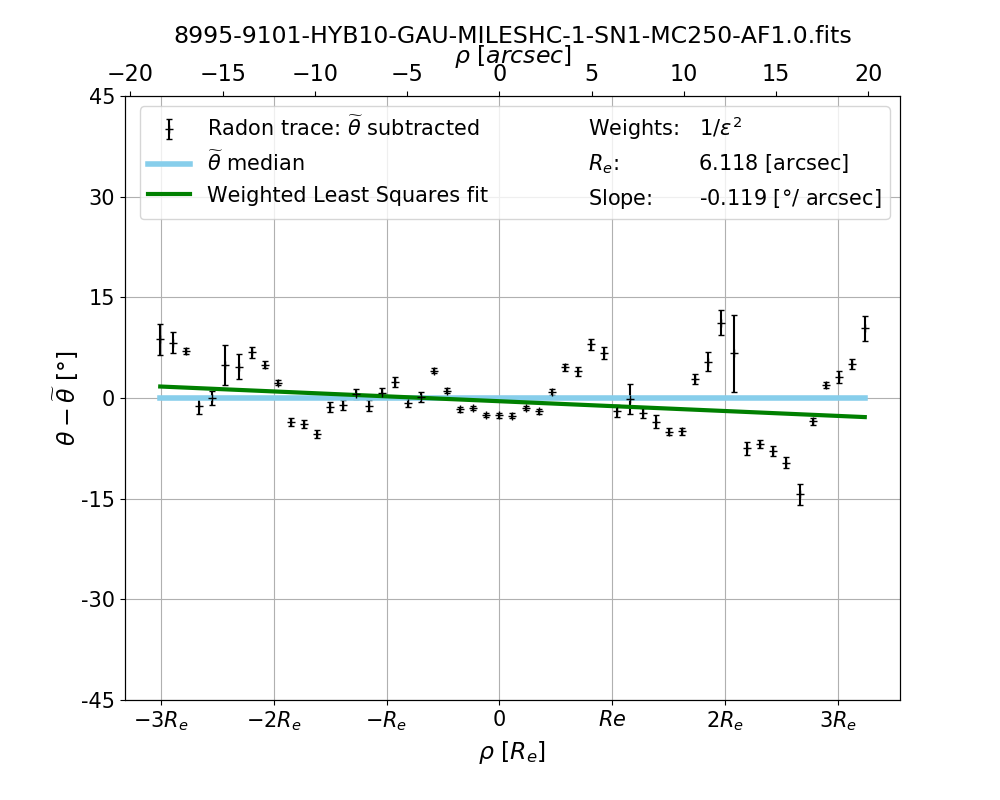 8995-9101-HYB10-GAU-MILESHC-1-SN1-MC250-AF1.0.fits
ρ [arcsec]
−20 −15 −10 −5 0 5 10 15 20
Radon trace: θ̃ subtracted
θ̃ median
Weighted Least Squares fit
Weights: 1/ε²
Rₑ: 6.118 [arcsec]
Slope: -0.119 [°/ arcsec]
45
30
15
0
-15
-30
-45
θ − θ̃ [°]
−3Rₑ −2Rₑ −Rₑ 0 Re 2Rₑ 3Rₑ
ρ [Rₑ]